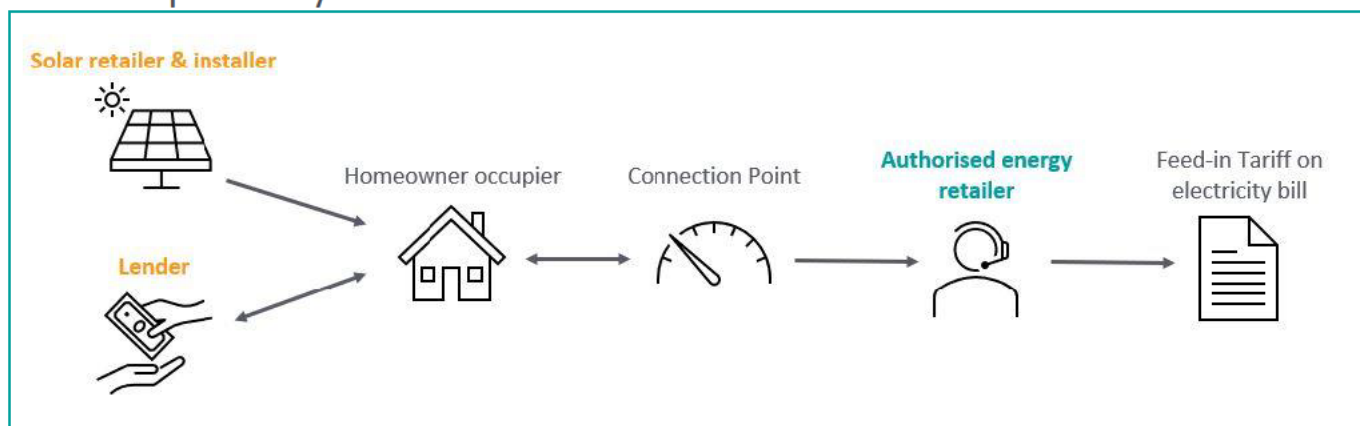 Solar retailer & installer
Homeowner occupier
Connection Point
Authorised energy
retailer
Feed-in Tariff on
electricity bill
Lender